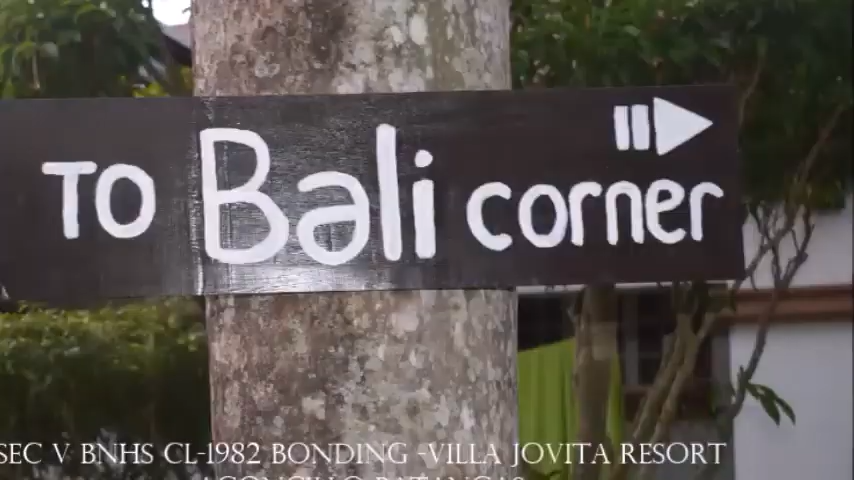 TO Bali corner
SEC V BNHS CL-1982 BONDING -VILLA JOVITA RESORT